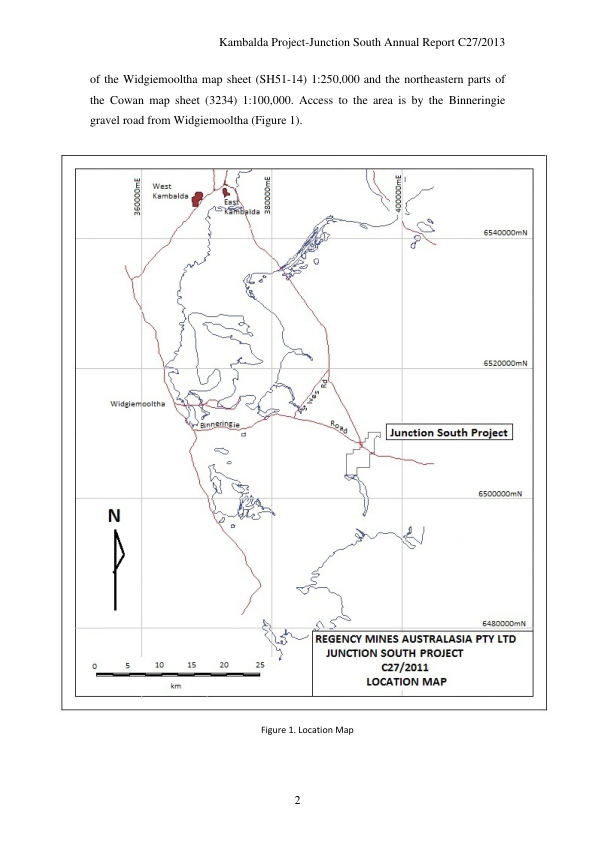 Kambalda Project-Junction South Annual Report C27/2013
of the Widgiemooltha map sheet (SH51-14) 1:250,000 and the northeastern parts of
the Cowan map sheet (3234) 1:100,000. Access to the area is by the Binneringie
gravel road from Widgiemooltha (Figure 1).
360000mE
380000mE
400000mE
West
Kambalda
East
Kambalda
6540000mN
6520000mN
Widgiemooltha
Binneringie
Road
Rd
Junction South Project
6500000mN
N
6480000mN
0 5 10 15 20 25
km
REGENCY MINES AUSTRALASIA PTY LTD
JUNCTION SOUTH PROJECT
C27/2011
LOCATION MAP
Figure 1. Location Map
2